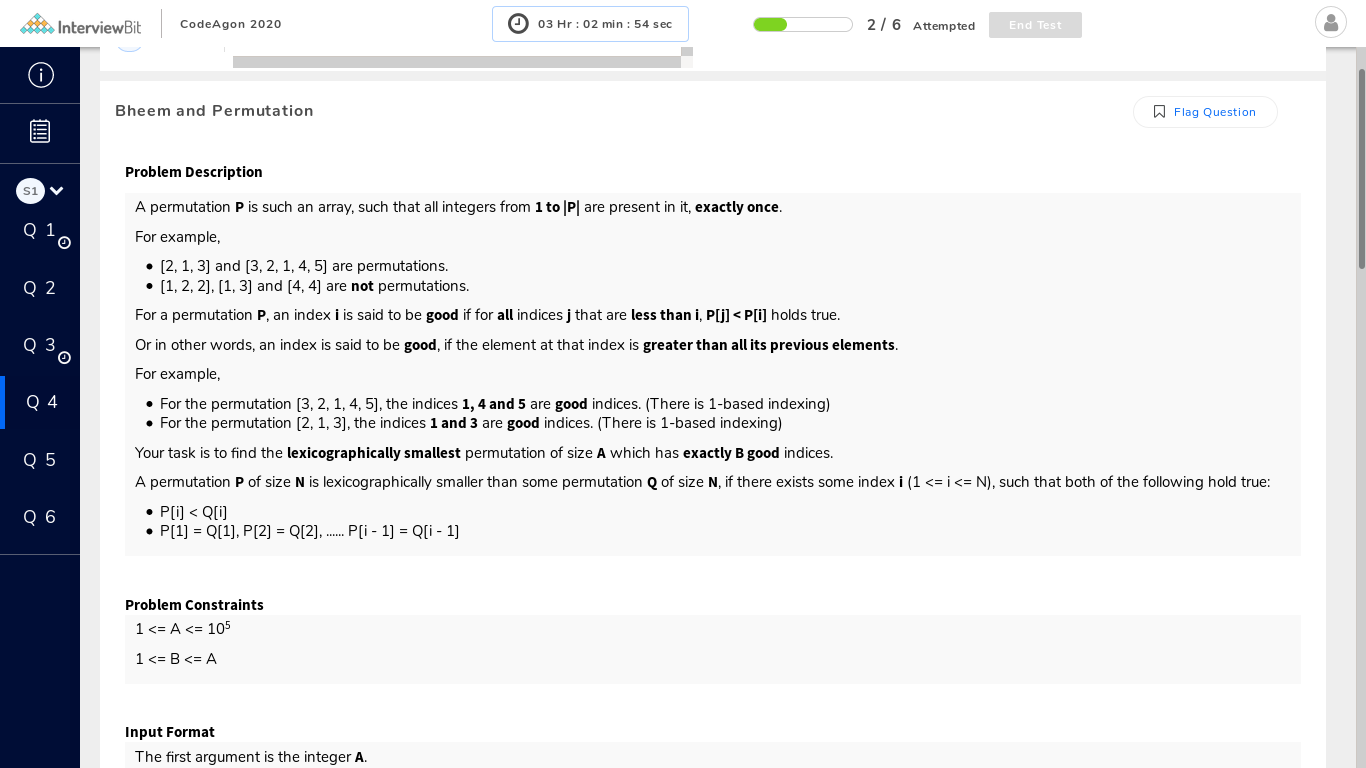 InterviewBit
CodeAgon 2020
03 Hr : 02 min : 54 sec
2 / 6 Attempted
End Test
S1
Q 1
Q 2
Q 3
Q 4
Q 5
Q 6
Bheem and Permutation
Flag Question
Problem Description
A permutation P is such an array, such that all integers from 1 to |P| are present in it, exactly once.
For example,
• [2, 1, 3] and [3, 2, 1, 4, 5] are permutations.
• [1, 2, 2], [1, 3] and [4, 4] are not permutations.
For a permutation P, an index i is said to be good if for all indices j that are less than i, P[j] < P[i] holds true.
Or in other words, an index is said to be good, if the element at that index is greater than all its previous elements.
For example,
• For the permutation [3, 2, 1, 4, 5], the indices 1, 4 and 5 are good indices. (There is 1-based indexing)
• For the permutation [2, 1, 3], the indices 1 and 3 are good indices. (There is 1-based indexing)
Your task is to find the lexicographically smallest permutation of size A which has exactly B good indices.
A permutation P of size N is lexicographically smaller than some permutation Q of size N, if there exists some index i (1 <= i <= N), such that both of the following hold true:
• P[i] < Q[i]
• P[1] = Q[1], P[2] = Q[2], ...... P[i - 1] = Q[i - 1]
Problem Constraints
1 <= A <= 10⁵
1 <= B <= A
Input Format
The first argument is the integer A.